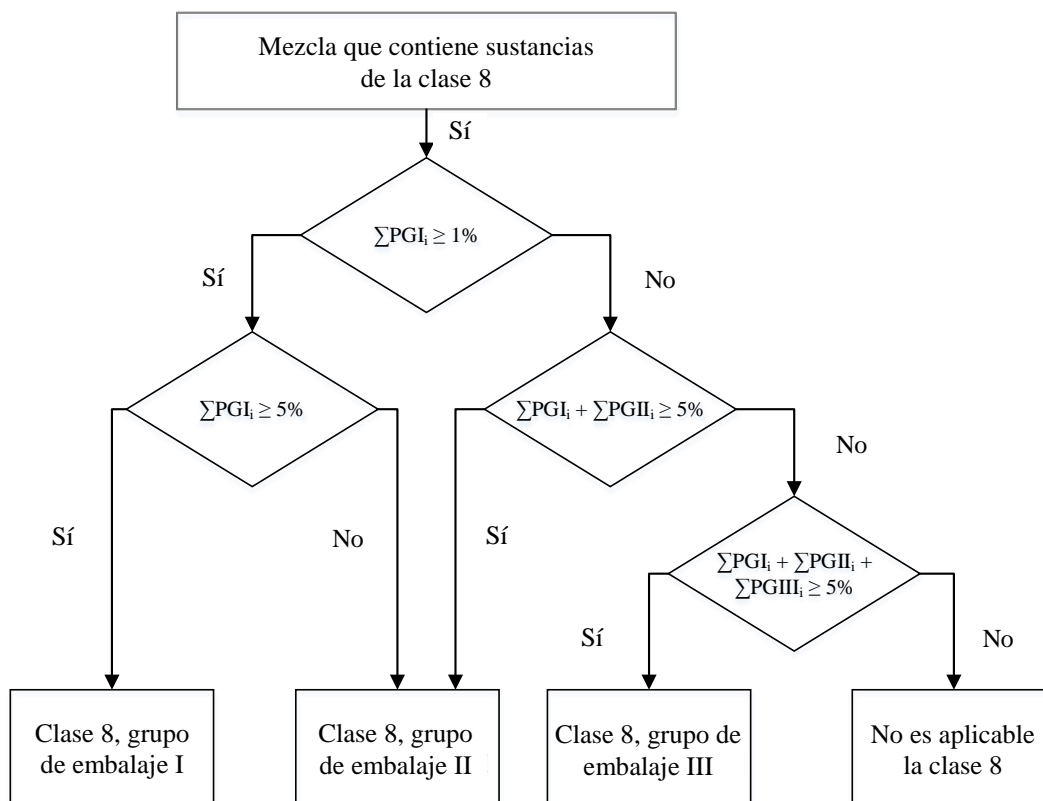 Mezcla que contiene sustancias
de la clase 8
Sí
∑PGIᵢ ≥ 1%
Sí
No
∑PGIᵢ ≥ 5%
∑PGIᵢ + ∑PGIIᵢ ≥ 5%
No
Sí
No
Sí
∑PGIᵢ + ∑PGIIᵢ +
∑PGIIIᵢ ≥ 5%
Sí
No
Clase 8, grupo
de embalaje I
Clase 8, grupo
de embalaje II
Clase 8, grupo de
embalaje III
No es aplicable
la clase 8